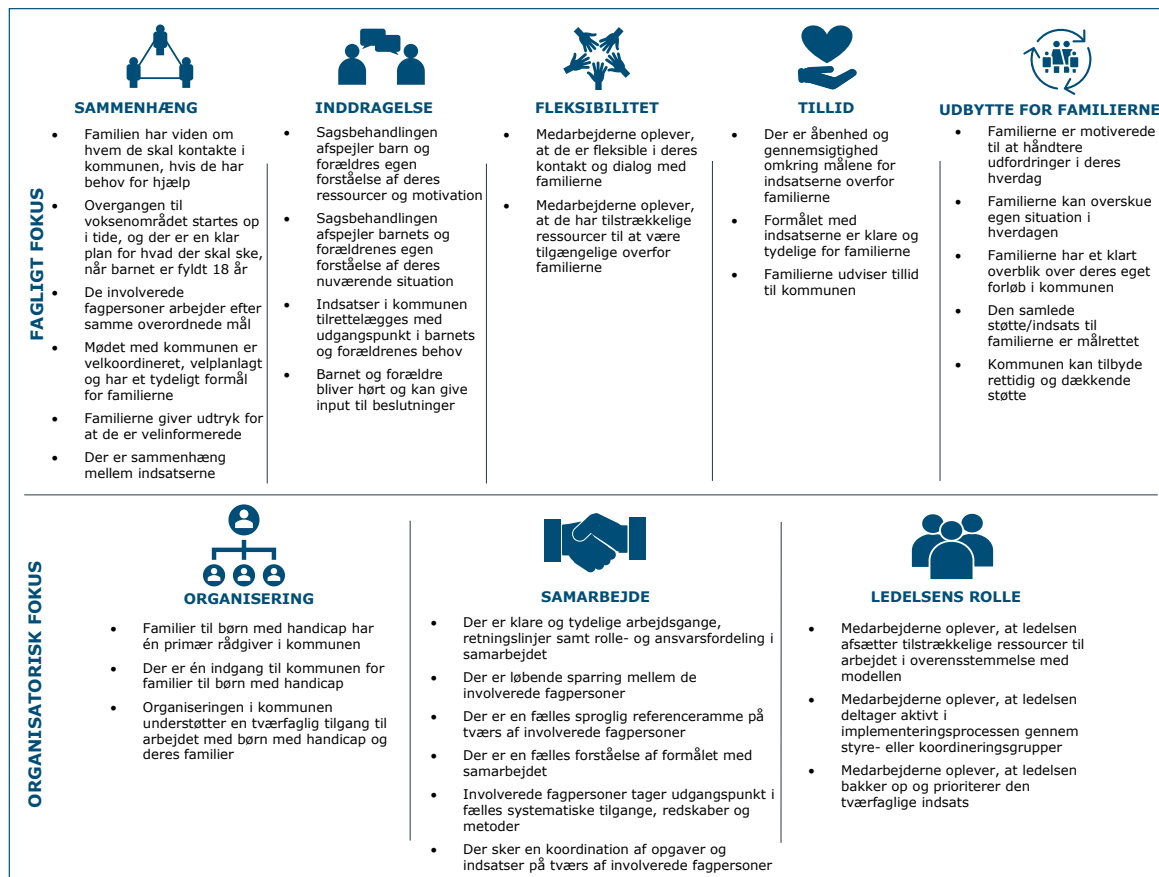 FAGLIGT FOKUS
SAMMENHÆNG
• Familien har viden om
hvem de skal kontakte i
kommunen, hvis de har
behov for hjælp
• Overgangen til
voksenområdet startes op
i tide, og der er en klar
plan for hvad der skal ske,
når barnet er fyldt 18 år
• De involverede
fagpersoner arbejder efter
samme overordnede mål
• Mødet med kommunen er
velkoordineret, velplanlagt
og har et tydeligt formål
for familierne
• Familierne giver udtryk for
at de er velinformerede
• Der er sammenhæng
mellem indsatserne
INDDRAGELSE
• Sagsbehandlingen
afspejler barn og
forældres egen
forståelse af deres
ressourcer og motivation
• Sagsbehandlingen
afspejler barnets og
forældrenes egen
forståelse af deres
nuværende situation
• Indsatser i kommunen
tilrettelægges med
udgangspunkt i barnets
og forældrenes behov
• Barnet og forældre
bliver hørt og kan give
input til beslutninger
FLEKSIBILITET
• Medarbejderne oplever,
at de er fleksible i deres
kontakt og dialog med
familierne
• Medarbejderne oplever,
at de har tilstrækkelige
ressourcer til at være
tilgængelige overfor
familierne
TILLID
• Der er åbenhed og
gennemsigtighed
omkring målene for
indsatserne overfor
familierne
• Formålet med
indsatserne er klare og
tydelige for familierne
• Familierne udviser tillid
til kommunen
UDBYTTE FOR FAMILIERNE
• Familierne er motiverede
til at håndtere
udfordringer i deres
hverdag
• Familierne kan overskue
egen situation i
hverdagen
• Familierne har et klart
overblik over deres eget
forløb i kommunen
• Den samlede
støtte/indsats til
familierne er målrettet
• Kommunen kan tilbyde
rettidig og dækkende
støtte
ORGANISATORISK FOKUS
ORGANISERING
• Familier til børn med handicap har
én primær rådgiver i kommunen
• Der er én indgang til kommunen for
familier til børn med handicap
• Organiseringen i kommunen
understøtter en tværfaglig tilgang til
arbejdet med børn med handicap og
deres familier
SAMARBEJDE
• Der er klare og tydelige arbejdsgange,
retningslinjer samt rolle- og ansvarsfordeling i
samarbejdet
• Der er løbende sparring mellem de
involverede fagpersoner
• Der er en fælles sproglig referenceramme på
tværs af involverede fagpersoner
• Der er en fælles forståelse af formålet med
samarbejdet
• Involverede fagpersoner tager udgangspunkt i
fælles systematiske tilgange, redskaber og
metoder
• Der sker en koordination af opgaver og
indsatser på tværs af involverede fagpersoner
LEDELSENS ROLLE
• Medarbejderne oplever, at ledelsen
afsætter tilstrækkelige ressourcer til
arbejdet i overensstemmelse med
modellen
• Medarbejderne oplever, at ledelsen
deltager aktivt i
implementeringsprocessen gennem
styre- eller koordineringsgrupper
• Medarbejderne oplever, at ledelsen
bakker op og prioriterer den
tværfaglige indsats